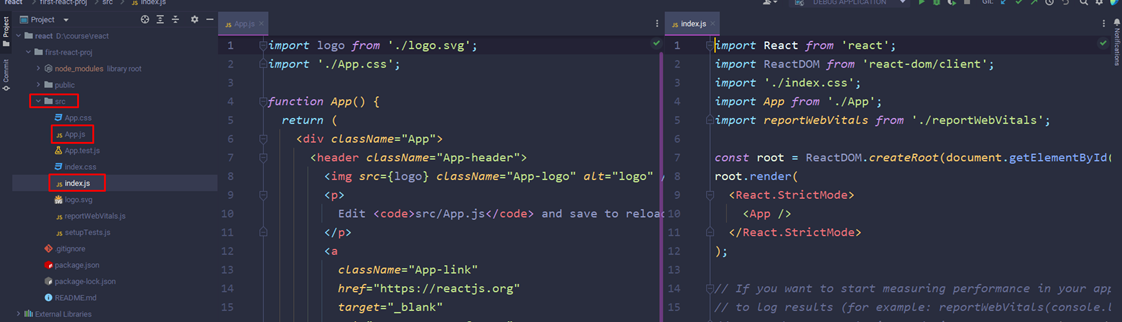 react
first-react-proj
src
index.js
DEBUG APPLICATION
Git:
Project
Commit
Notifications
Project
react D:\course\react
first-react-proj
node_modules library root
public
src
App.css
App.js
App.test.js
index.css
index.js
logo.svg
reportWebVitals.js
setupTests.js
.gitignore
package.json
package-lock.json
README.md
External Libraries
App.js
1 import logo from './logo.svg';
2 import './App.css';
3
4 function App() {
5 return (
6 <div className="App">
7 <header className="App-header">
8 <img src={logo} className="App-logo" alt="logo" /
9 <p>
10 Edit <code>src/App.js</code> and save to reload
11 </p>
12 <a
13 className="App-link"
14 href="https://reactjs.org"
15 target="_blank"
index.js
1 import React from 'react';
2 import ReactDOM from 'react-dom/client';
3 import './index.css';
4 import App from './App';
5 import reportWebVitals from './reportWebVitals';
6
7 const root = ReactDOM.createRoot(document.getElementById(
8 root.render(
9 <React.StrictMode>
10 <App />
11 </React.StrictMode>
12 );
13
14 // If you want to start measuring performance in your app
15 // to log results (for example: reportWebVitals(console.l